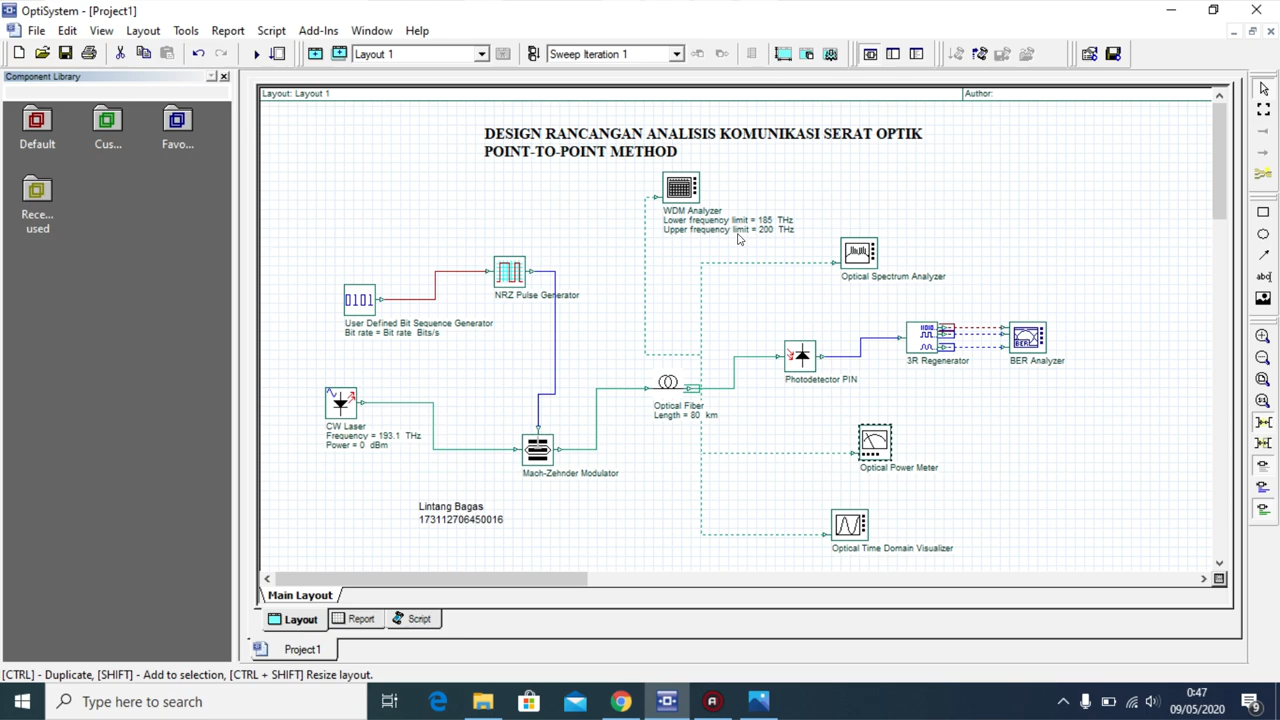 OptiSystem - [Project1]
File Edit View Layout Tools Report Script Add-Ins Window Help
Layout 1
Sweep Iteration 1
Component Library
Default
Cus...
Favo...
Rece...
used
Layout: Layout 1
Author:
DESIGN RANCANGAN ANALISIS KOMUNIKASI SERAT OPTIK
POINT-TO-POINT METHOD
WDM Analyzer
Lower frequency limit = 185 THz
Upper frequency limit = 200 THz
Optical Spectrum Analyzer
NRZ Pulse Generator
0101
User Defined Bit Sequence Generator
Bit rate = Bit rate Bits/s
3R Regenerator
BER
BER Analyzer
Photodetector PIN
Optical Fiber
Length = 80 km
CW Laser
Frequency = 193.1 THz
Power = 0 dBm
Mach-Zehnder Modulator
Optical Power Meter
Lintang Bagas
173112706450016
Optical Time Domain Visualizer
Main Layout
Layout Report Script
Project1
[CTRL] - Duplicate, [SHIFT] - Add to selection, [CTRL + SHIFT] Resize layout.
Type here to search
0:47
09/05/2020
9
abc